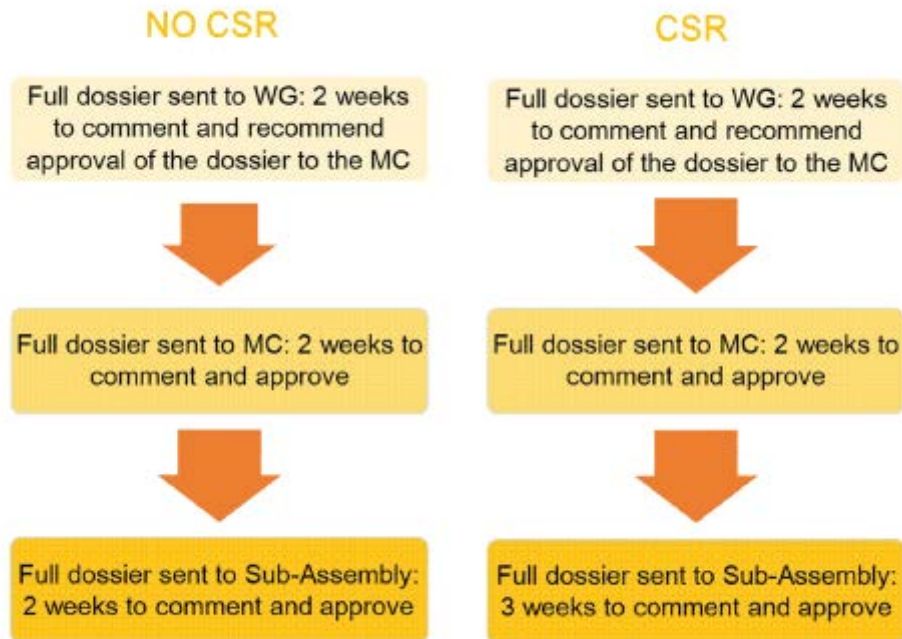 NO CSR
Full dossier sent to WG: 2 weeks
to comment and recommend
approval of the dossier to the MC
Full dossier sent to MC: 2 weeks to
comment and approve
Full dossier sent to Sub-Assembly:
2 weeks to comment and approve
CSR
Full dossier sent to WG: 2 weeks
to comment and recommend
approval of the dossier to the MC
Full dossier sent to MC: 2 weeks to
comment and approve
Full dossier sent to Sub-Assembly:
3 weeks to comment and approve